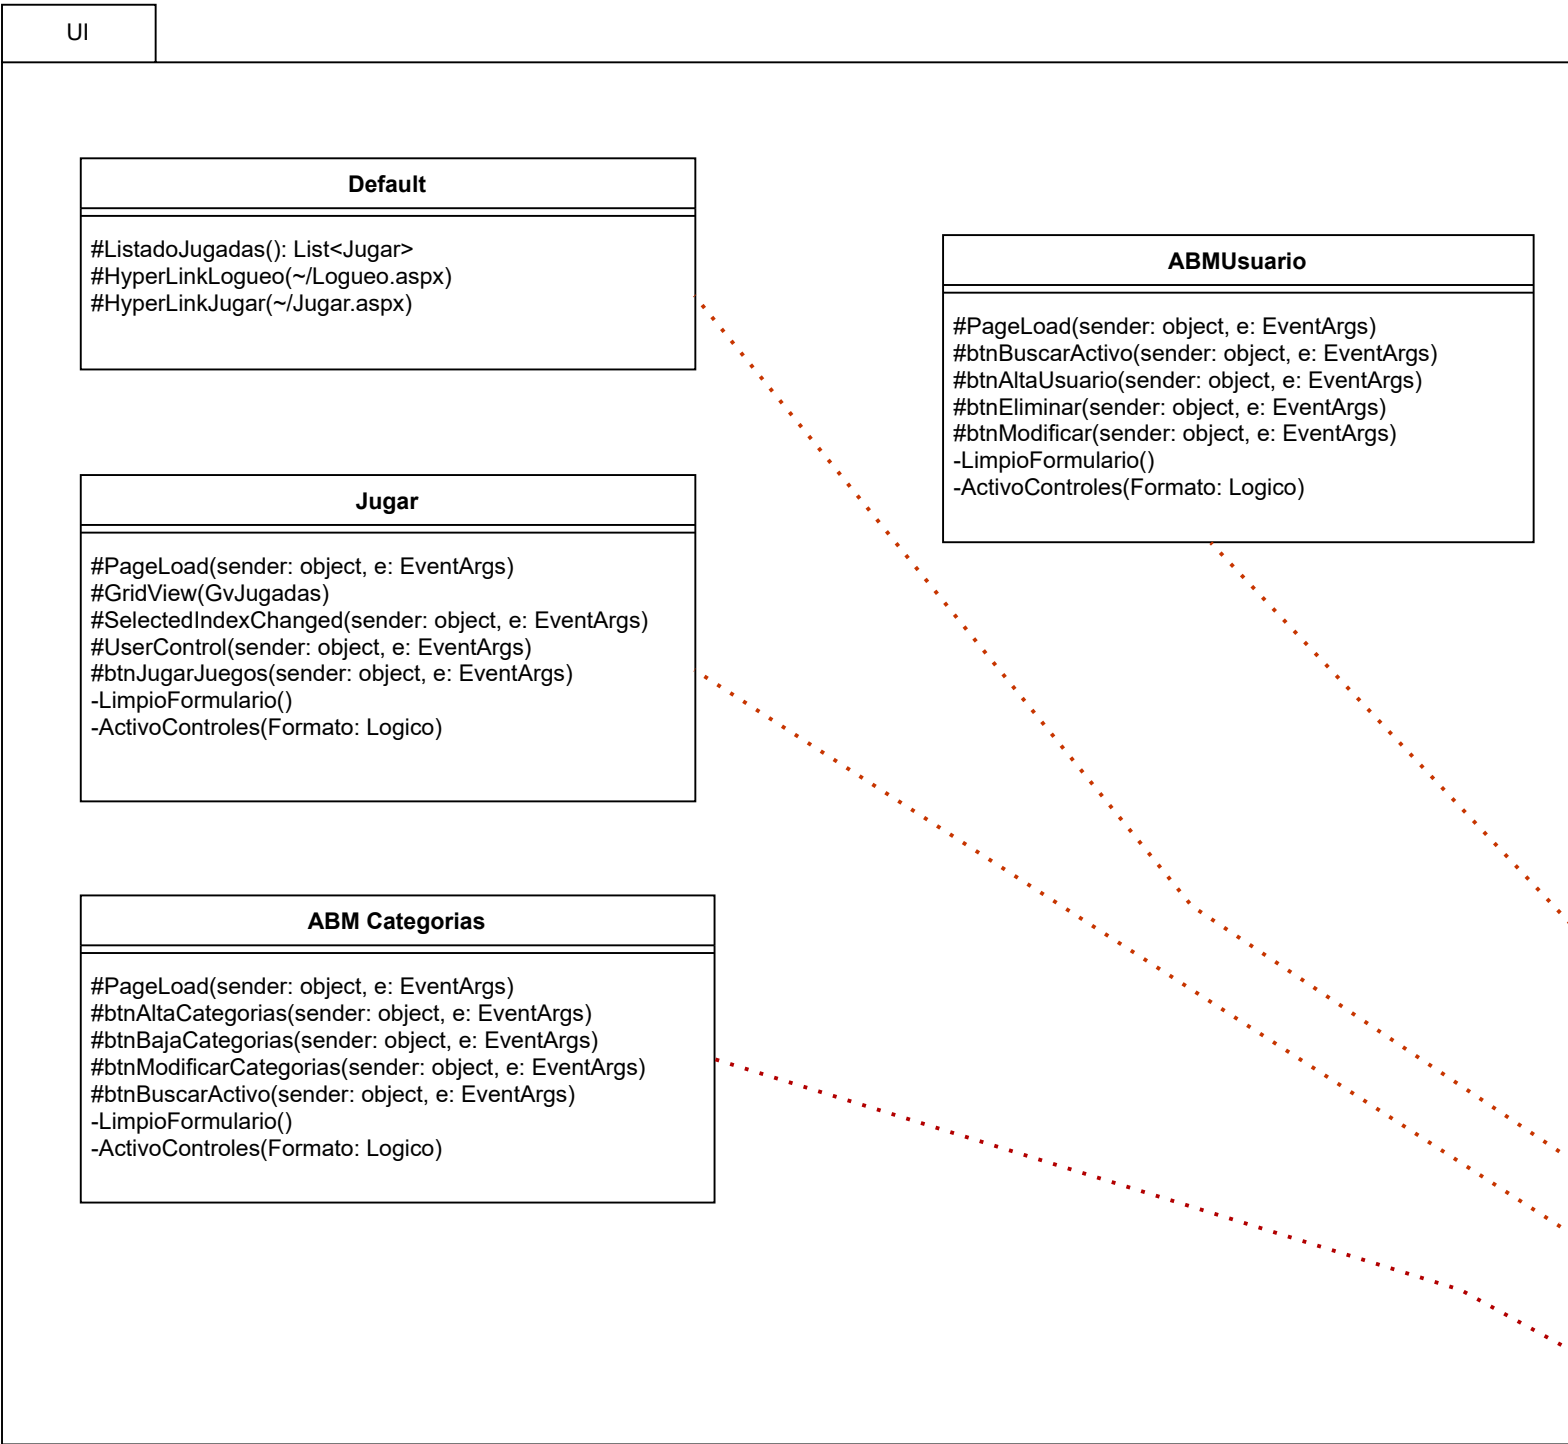 UI
Default
#ListadoJugadas(): List<Jugar>
#HyperLinkLogueo(~/Logueo.aspx)
#HyperLinkJugar(~/Jugar.aspx)
ABMUsuario
#PageLoad(sender: object, e: EventArgs)
#btnBuscarActivo(sender: object, e: EventArgs)
#btnAltaUsuario(sender: object, e: EventArgs)
#btnEliminar(sender: object, e: EventArgs)
#btnModificar(sender: object, e: EventArgs)
-LimpioFormulario()
-ActivoControles(Formato: Logico)
Jugar
#PageLoad(sender: object, e: EventArgs)
#GridView(GvJugadas)
#SelectedIndexChanged(sender: object, e: EventArgs)
#UserControl(sender: object, e: EventArgs)
#btnJugarJuegos(sender: object, e: EventArgs)
-LimpioFormulario()
-ActivoControles(Formato: Logico)
ABM Categorias
#PageLoad(sender: object, e: EventArgs)
#btnAltaCategorias(sender: object, e: EventArgs)
#btnBajaCategorias(sender: object, e: EventArgs)
#btnModificarCategorias(sender: object, e: EventArgs)
#btnBuscarActivo(sender: object, e: EventArgs)
-LimpioFormulario()
-ActivoControles(Formato: Logico)